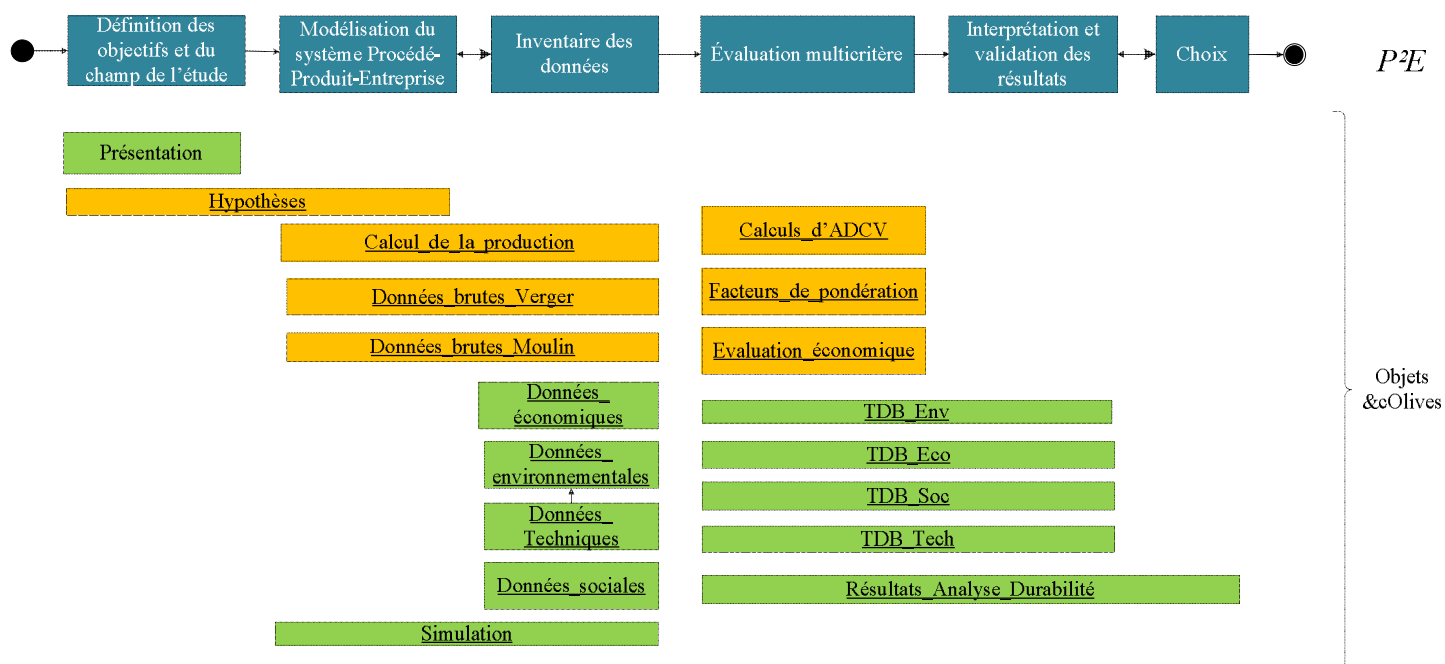 Définition des
objectifs et du
champ de l'étude
Modélisation du
système Procédé-
Produit-Entreprise
Inventaire des
données
Évaluation multicritère
Interprétation et
validation des
résultats
Choix
P²E
Présentation
Hypothèses
Calcul_de_la_production
Données_brutes_Verger
Données_brutes_Moulin
Données_
économiques
Données_
environnementales
Données_
Techniques
Données_sociales
Simulation
Calculs_d'ADCV
Facteurs_de_pondération
Evaluation_économique
TDB_Env
TDB_Eco
TDB_Soc
TDB_Tech
Résultats_Analyse_Durabilité
Objets
&cOlives